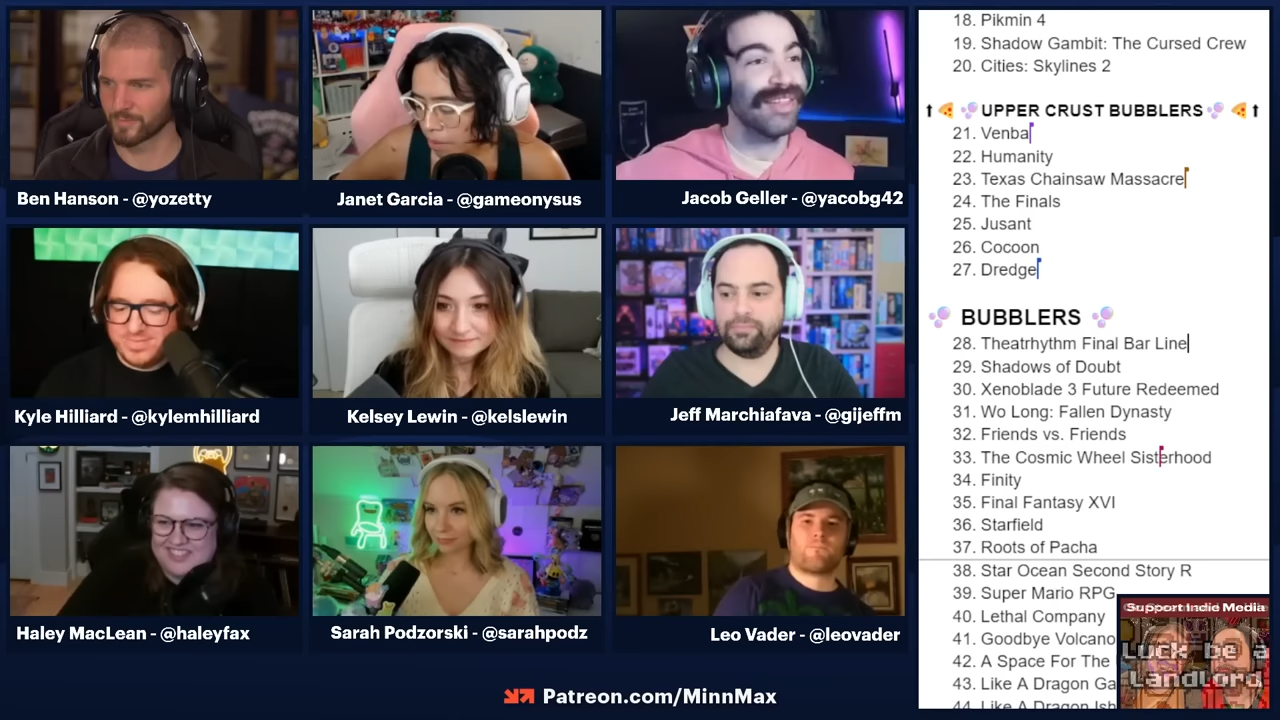 Ben Hanson - @yozetty
Janet Garcia - @gameonysus
Jacob Geller - @yacobg42
Kyle Hilliard - @kylemhilliard
Kelsey Lewin - @kelslewin
Jeff Marchiafava - @gijeffm
Haley MacLean - @haleyfax
Sarah Podzorski - @sarahpodz
Leo Vader - @leovader
Patreon.com/MinnMax
18. Pikmin 4
19. Shadow Gambit: The Cursed Crew
20. Cities: Skylines 2
UPPER CRUST BUBBLERS
21. Venba
22. Humanity
23. Texas Chainsaw Massacre
24. The Finals
25. Jusant
26. Cocoon
27. Dredge
BUBBLERS
28. Theatrhythm Final Bar Line
29. Shadows of Doubt
30. Xenoblade 3 Future Redeemed
31. Wo Long: Fallen Dynasty
32. Friends vs. Friends
33. The Cosmic Wheel Sisterhood
34. Finity
35. Final Fantasy XVI
36. Starfield
37. Roots of Pacha
38. Star Ocean Second Story R
39. Super Mario RPG
40. Lethal Company
41. Goodbye Volcano
42. A Space For The
43. Like A Dragon Ga
44. Like A Dragon Ish
Support Indie Media
Luck be a
Landlord